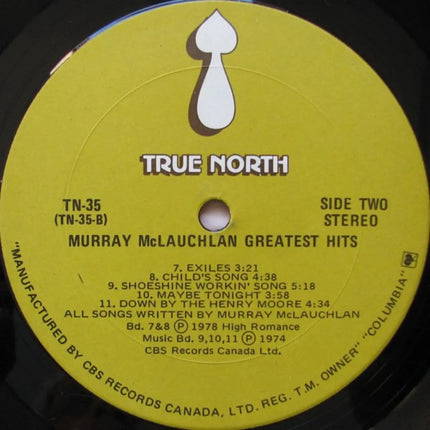 TRUE NORTH
TN-35
(TN-35-B)
SIDE TWO
STEREO
MURRAY McLAUCHLAN GREATEST HITS
7. EXILES 3:21
8. CHILD'S SONG 4:38
9. SHOESHINE WORKIN' SONG 5:18
10. MAYBE TONIGHT 3:58
11. DOWN BY THE HENRY MOORE 4:34
ALL SONGS WRITTEN BY MURRAY McLAUCHLAN
Bd. 7&8 Ⓟ 1978 High Romance
Music Bd. 9,10,11 Ⓟ 1974
CBS Records Canada Ltd.
"MANUFACTURED BY CBS RECORDS CANADA, LTD. REG. T.M. OWNER" "COLUMBIA"